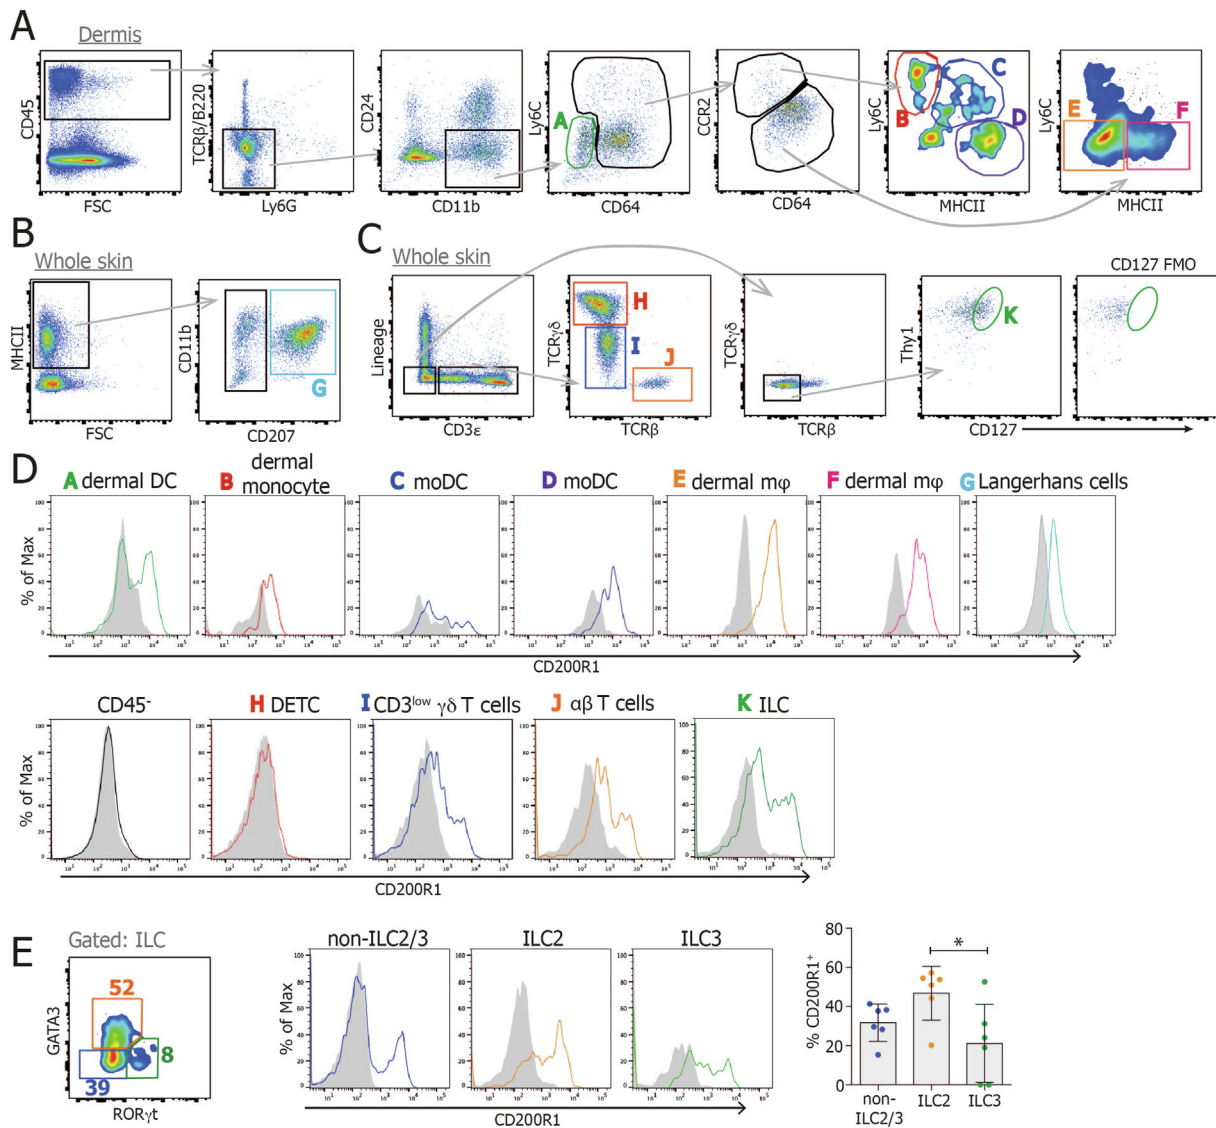 A
Dermis
CD45
FSC
TCRβ/B220
Ly6G
CD24
CD11b
Ly6C
A
CD64
CCR2
CD64
Ly6C
B
C
D
MHCII
Ly6C
E
F
MHCII
B
Whole skin
MHCII
FSC
CD11b
G
CD207
C
Whole skin
Lineage
CD3ε
TCRγδ
H
I
J
TCRβ
TCRγδ
TCRβ
Thy1
K
CD127
CD127 FMO
D
A dermal DC
B dermal monocyte
C moDC
D moDC
E dermal mφ
F dermal mφ
G Langerhans cells
% of Max
CD200R1
CD45-
H DETC
I CD3low γδ T cells
J αβ T cells
K ILC
% of Max
CD200R1
E
Gated: ILC
GATA3
52
8
39
RORγt
non-ILC2/3
ILC2
ILC3
% of Max
CD200R1
% CD200R1+
80
60
40
20
0
*
non-
ILC2/3
ILC2
ILC3